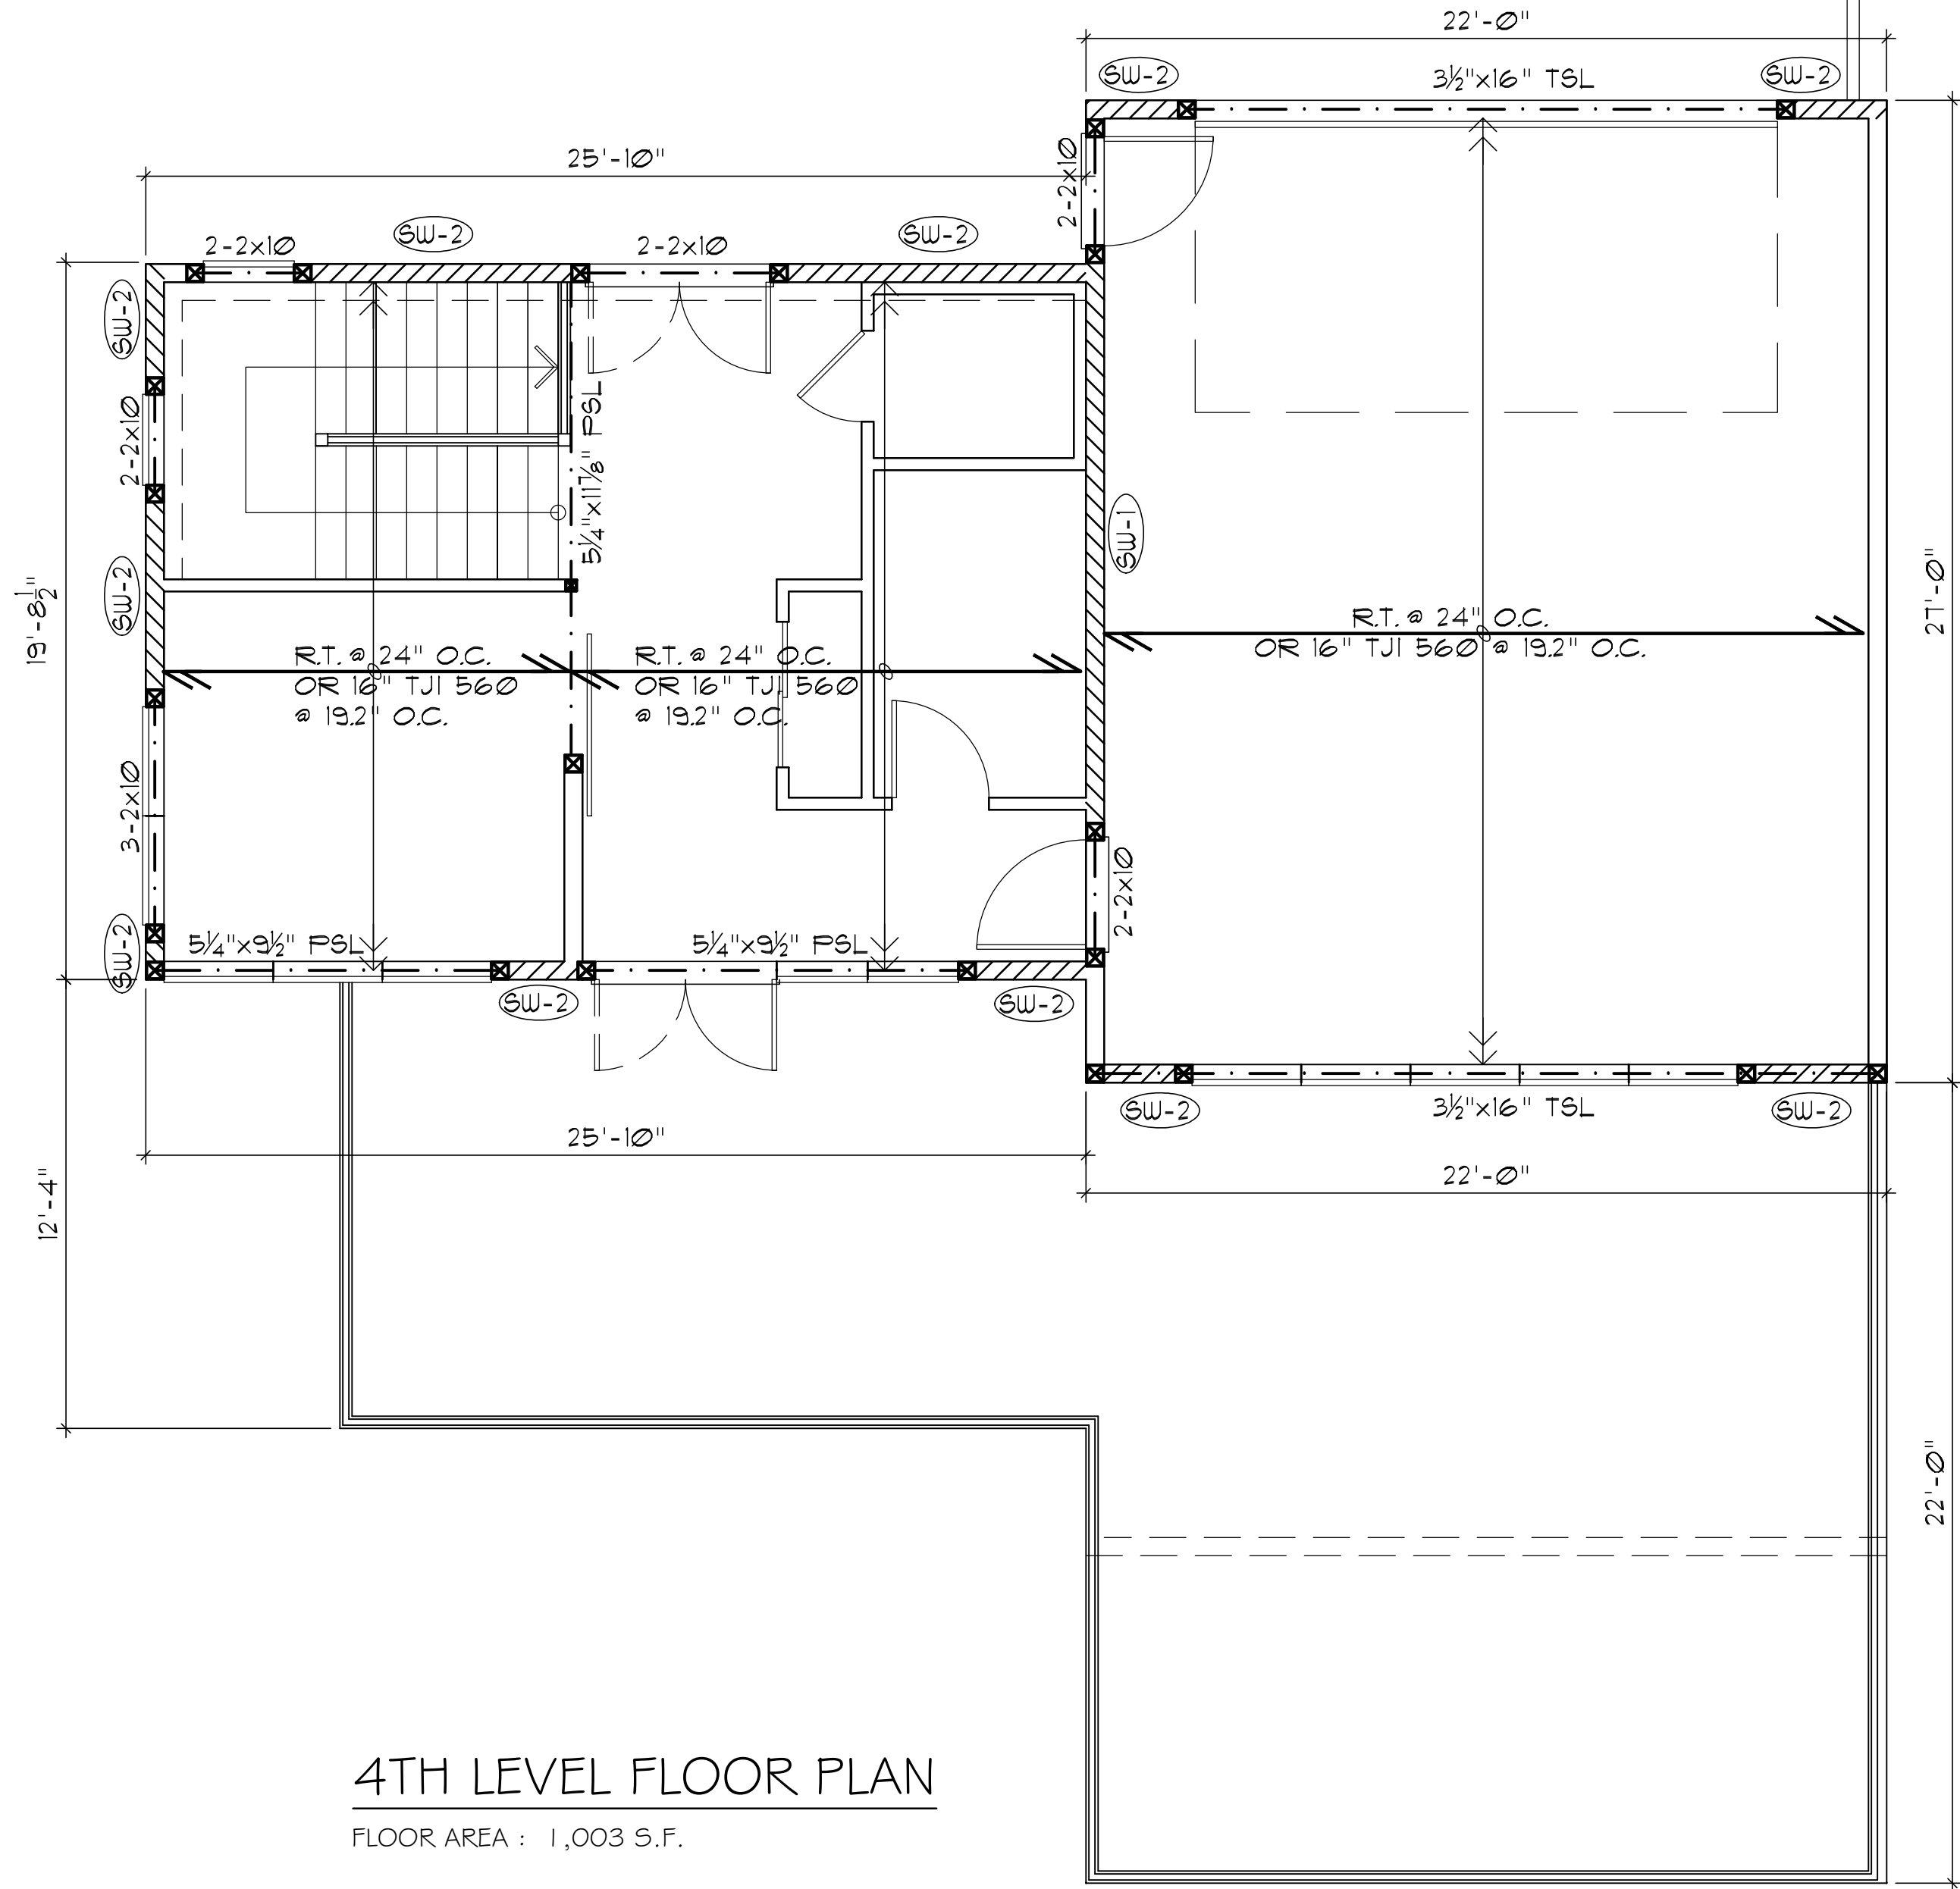 22'-0"
SW-2
3½"x16" TSL
SW-2
25'-10"
2-2x10
2-2x10
SW-2
2-2x10
SW-2
SW-2
2-2x10
5¼"x11⅞" PSL
SW-1
SW-2
19'-8½"
27'-0"
R.T. @ 24" O.C.
OR 16" TJI 560 @ 19.2" O.C.
R.T. @ 24" O.C.
OR 16" TJI 560
@ 19.2" O.C.
R.T. @ 24" O.C.
OR 16" TJI 560
@ 19.2" O.C.
3-2x10
2-2x10
SW-2
5¼"x9½" PSL
5¼"x9½" PSL
SW-2
SW-2
SW-2
3½"x16" TSL
SW-2
25'-10"
22'-0"
12'-4"
22'-0"
4TH LEVEL FLOOR PLAN
FLOOR AREA : 1,003 S.F.